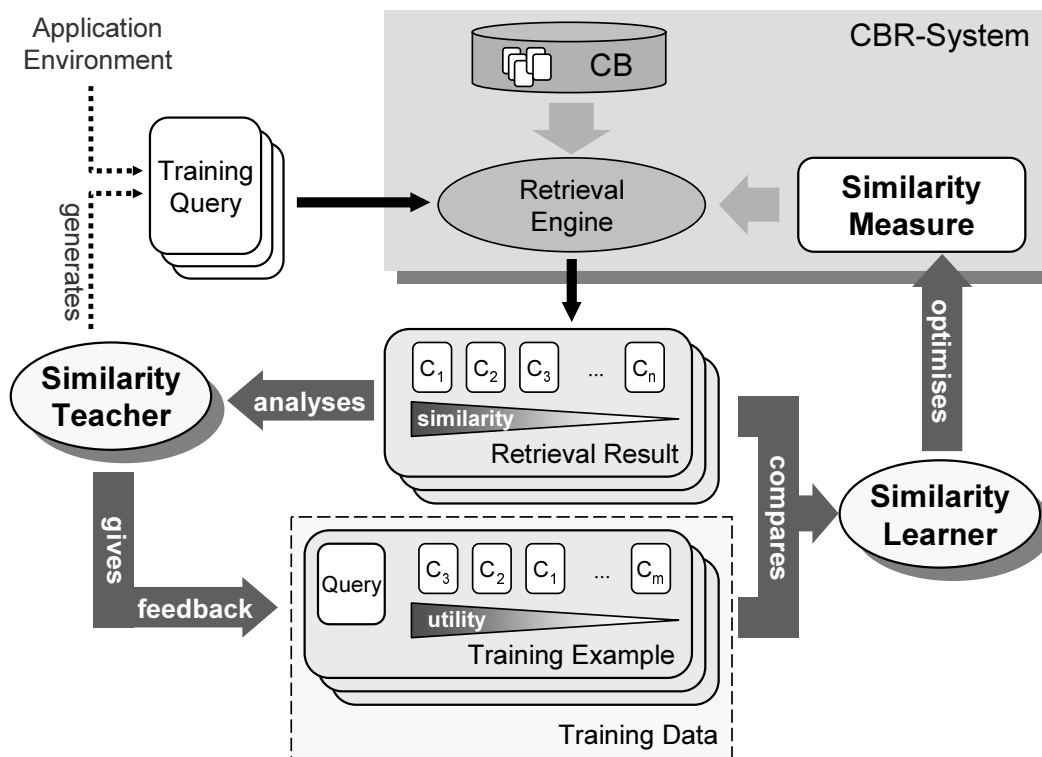 Application
Environment
CBR-System
CB
Training
Query
Retrieval
Engine
Similarity
Measure
generates
optimises
Similarity
Teacher
analyses
C1 C2 C3 ... Cn
similarity
Retrieval Result
compares
Similarity
Learner
gives
feedback
Query
C3 C2 C1 ... Cm
utility
Training Example
Training Data